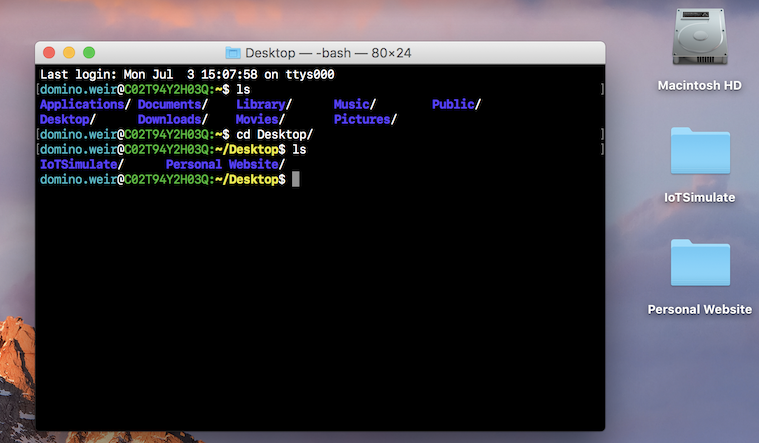 Desktop — -bash — 80×24
Last login: Mon Jul  3 15:07:58 on ttys000
[domino.weir@C02T94Y2H03Q:~$ ls ]
Applications/ Documents/    Library/      Music/        Public/
Desktop/      Downloads/    Movies/       Pictures/
[domino.weir@C02T94Y2H03Q:~$ cd Desktop/ ]
[domino.weir@C02T94Y2H03Q:~/Desktop$ ls ]
IoTSimulate/      Personal Website/
domino.weir@C02T94Y2H03Q:~/Desktop$
Macintosh HD
IoTSimulate
Personal Website